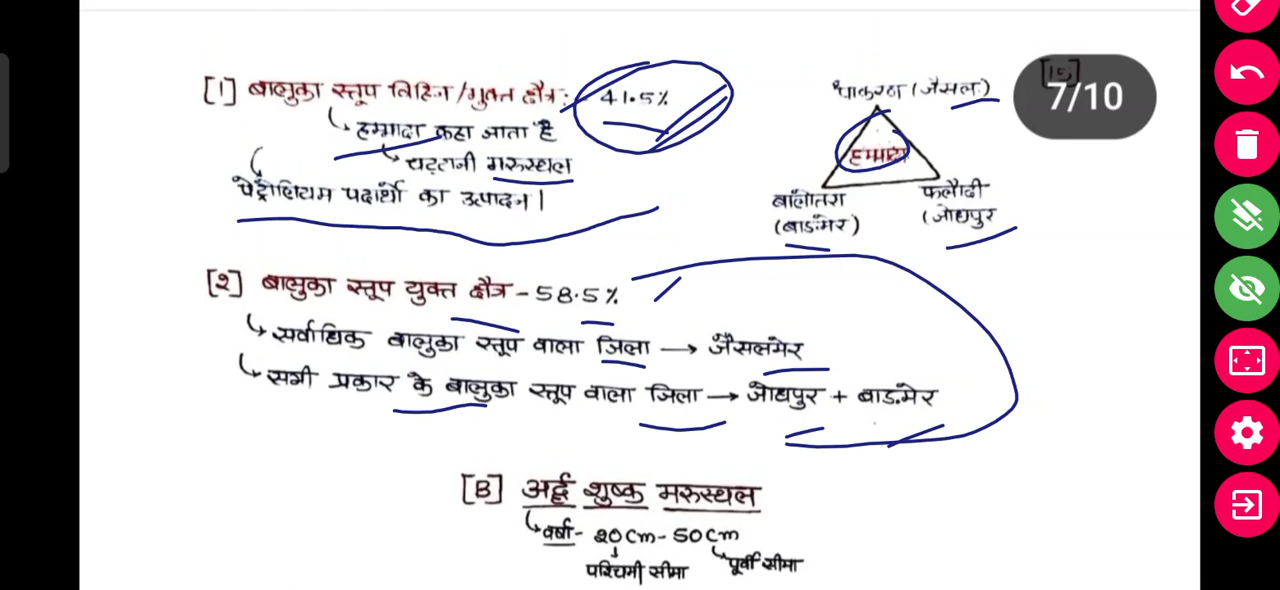 [1] बालुका स्तूप विहिन/मुक्त क्षेत्र:- 41.5%
हम्मादा कहा जाता है
चट्टानी मरुस्थल
पेट्रोलियम पदार्थो का उत्पादन।
पोकरण (जैसल)
हम्मादा
बालोतरा
(बाड़मेर)
फलौदी
(जोधपुर
7/10
[2] बालुका स्तूप युक्त क्षेत्र - 58.5%
सर्वाधिक बालुका स्तूप वाला जिला → जैसलमेर
सभी प्रकार के बालुका स्तूप वाला जिला → जोधपुर + बाड़मेर
[B] अर्द्ध शुष्क मरुस्थल
वर्षा - 20cm - 50cm
पश्चिमी सीमा
पूर्वी सीमा